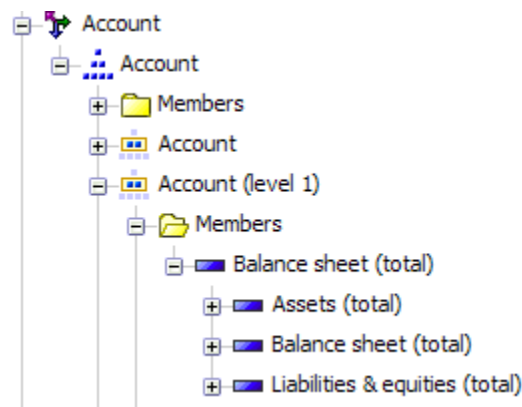 Account
Account
Members
Account
Account (level 1)
Members
Balance sheet (total)
Assets (total)
Balance sheet (total)
Liabilities & equities (total)